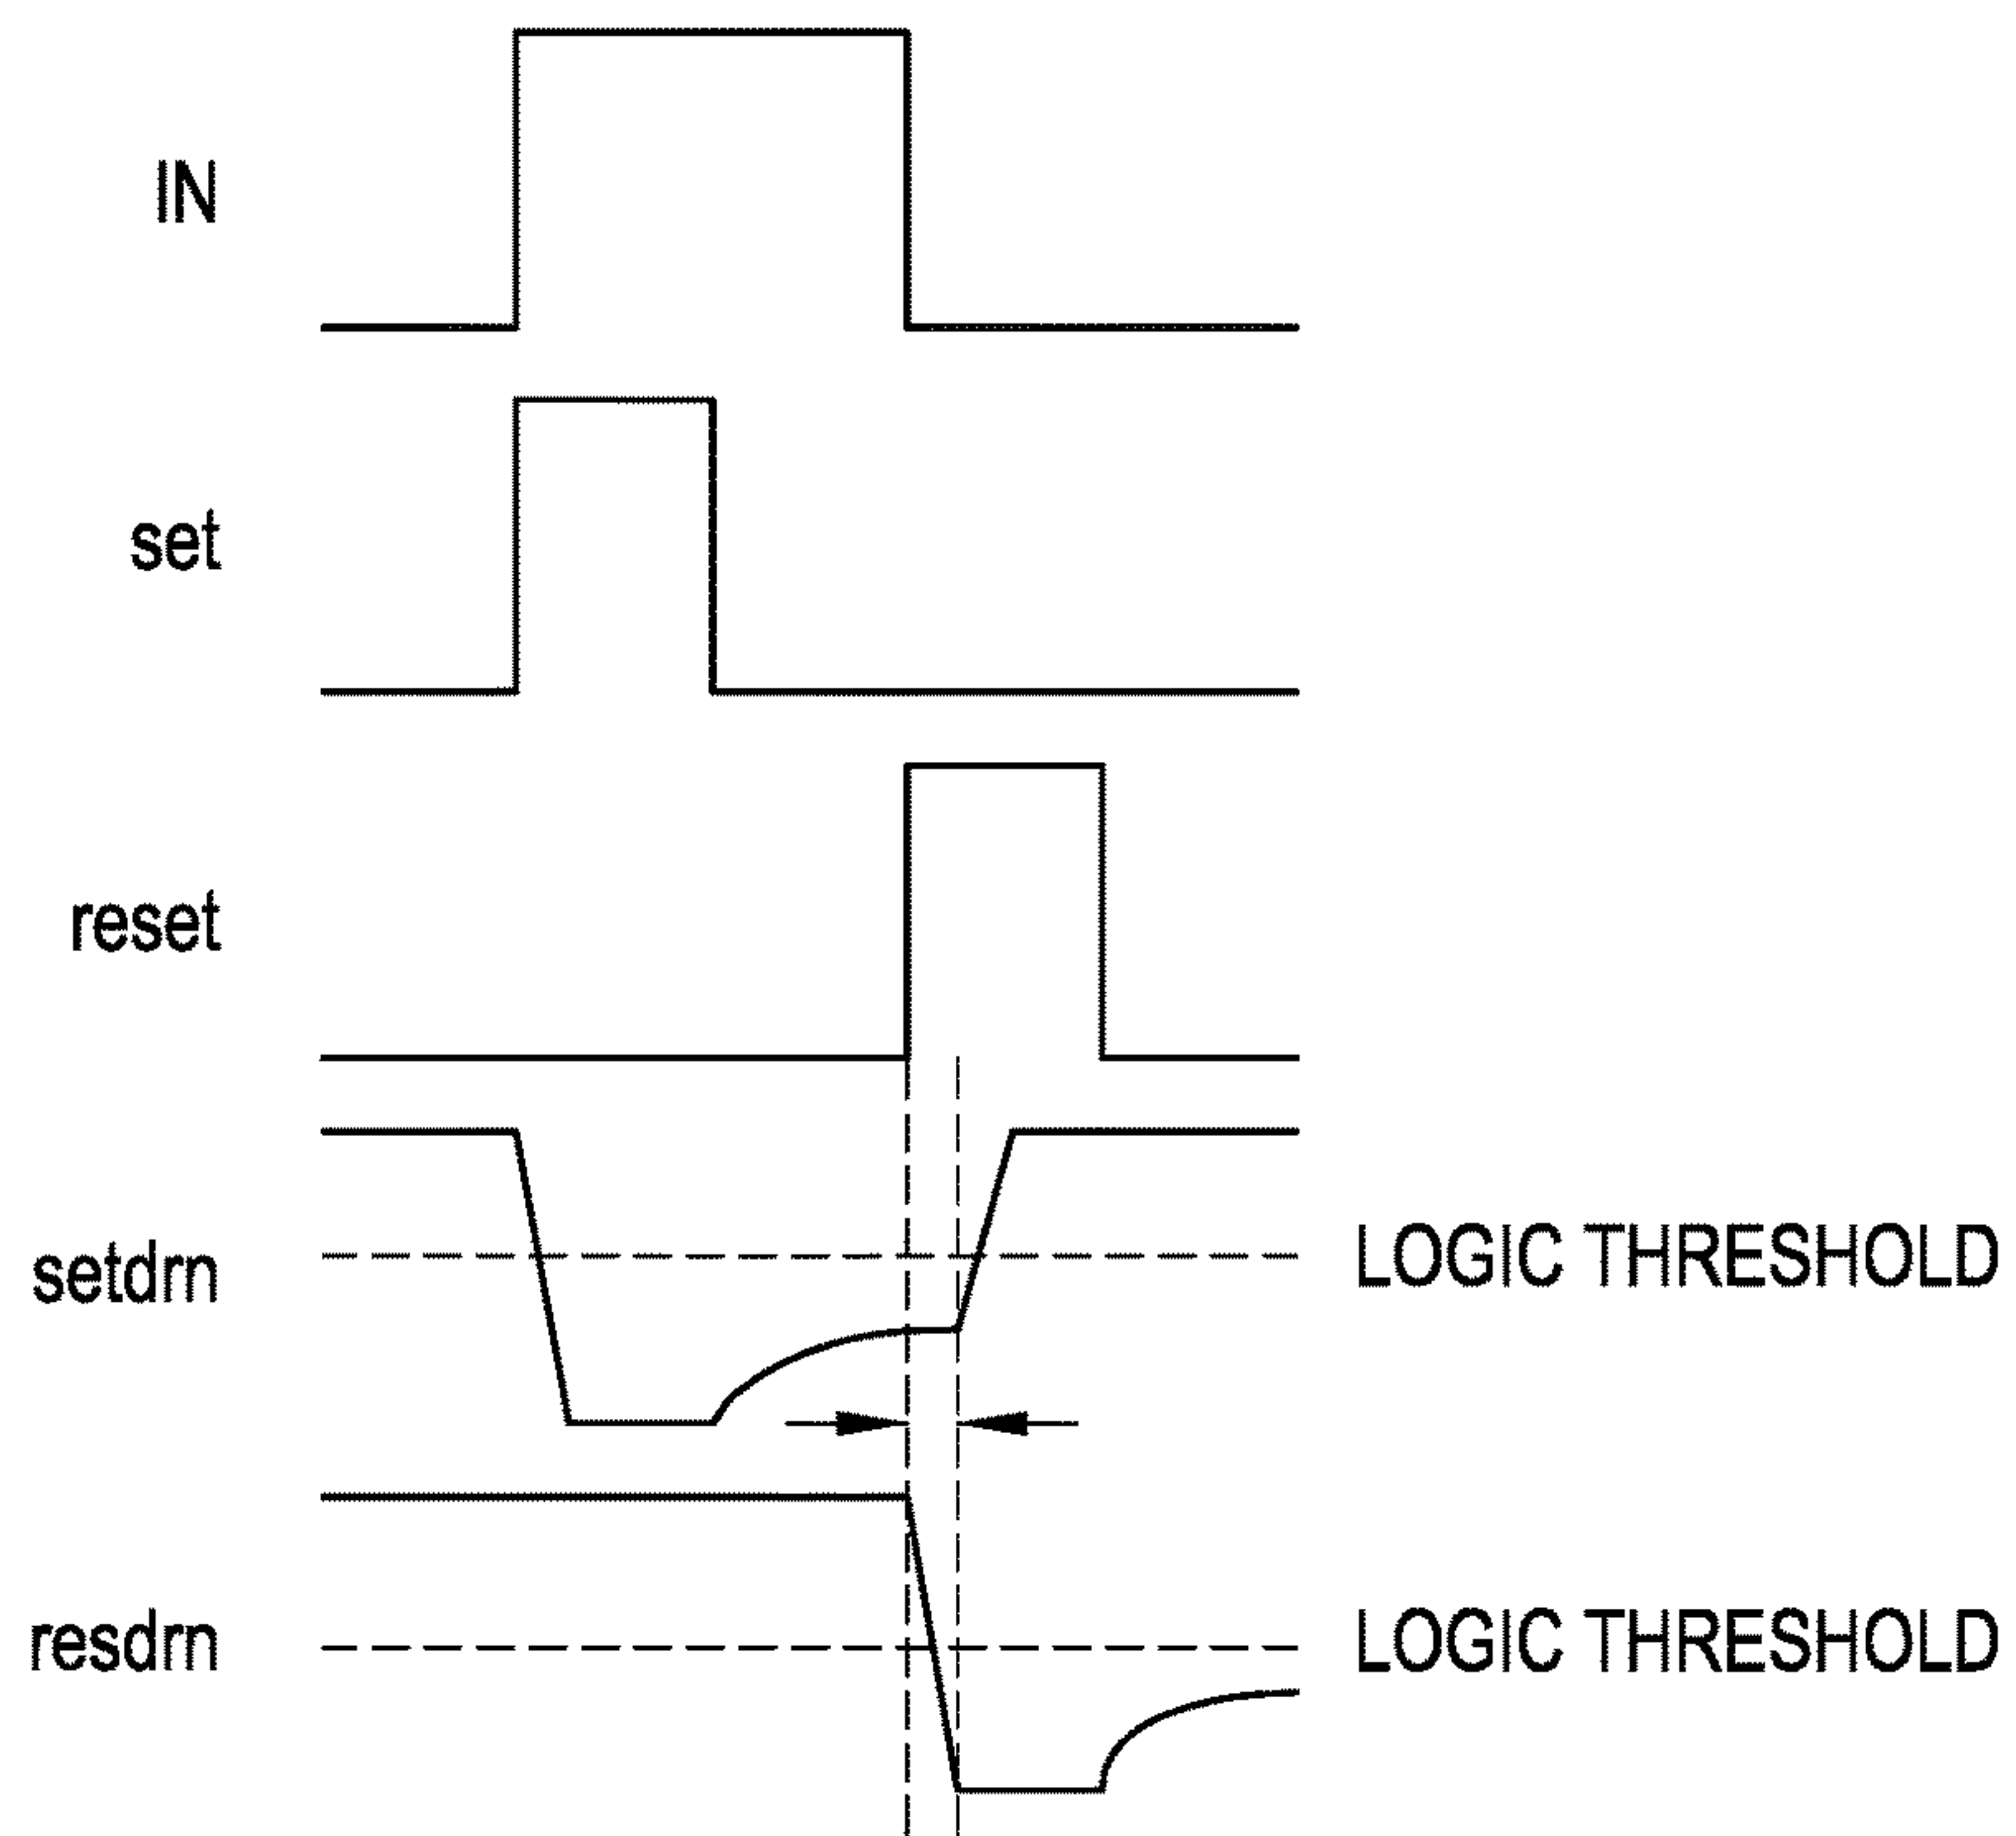 IN
set
reset
setdrn
LOGIC THRESHOLD
resdrn
LOGIC THRESHOLD